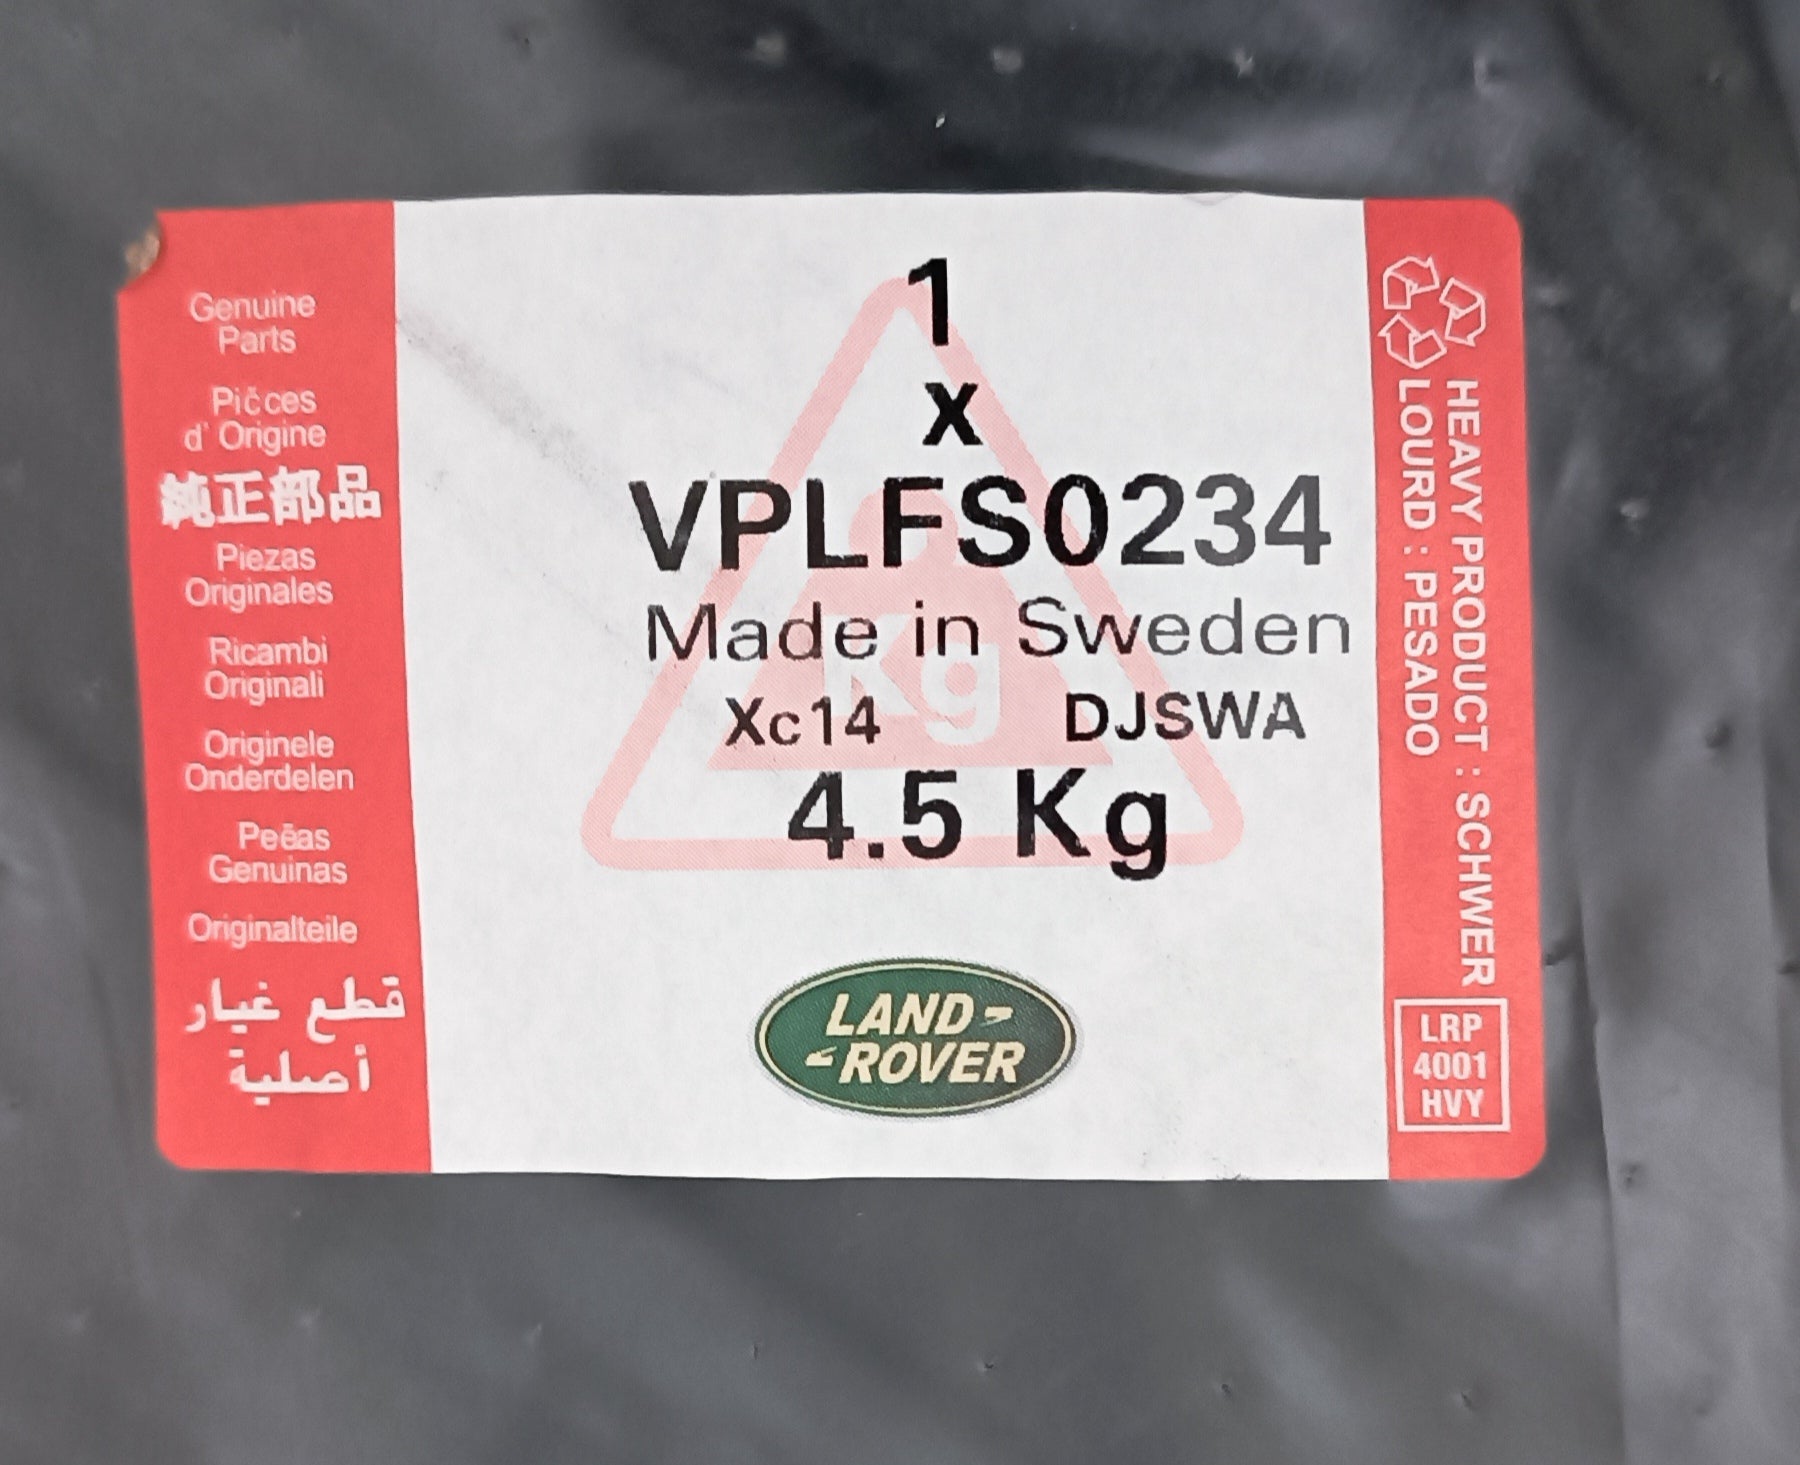 Genuine
Parts
Pičces
d' Origine
純正部品
Piezas
Originales
Ricambi
Originali
Originele
Onderdelen
Peēas
Genuinas
Originalteile
قطع غيار
أصلية
1
x
VPLFS0234
Made in Sweden
Kg
Xc14 DJSWA
4.5 Kg
LAND-
-ROVER
HEAVY PRODUCT : SCHWER
LOURD : PESADO
LRP
4001
HVY